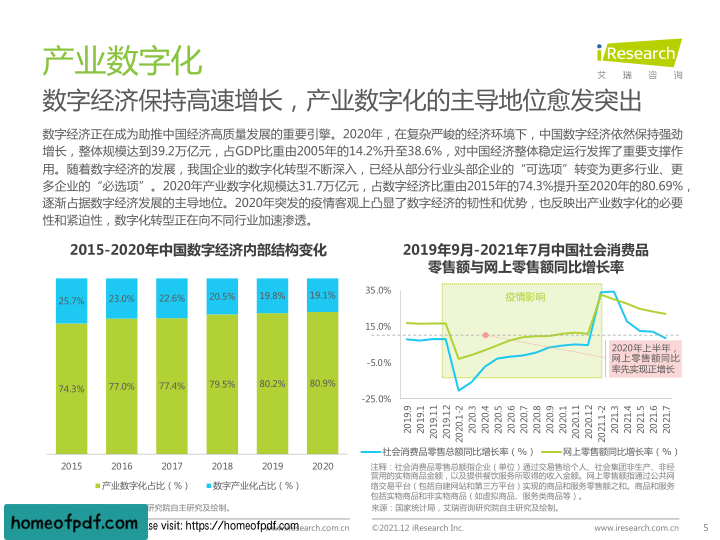 产业数字化
iResearch
艾 瑞 咨 询
数字经济保持高速增长，产业数字化的主导地位愈发突出
数字经济正在成为助推中国经济高质量发展的重要引擎。2020年，在复杂严峻的经济环境下，中国数字经济依然保持强劲
增长，整体规模达到39.2万亿元，占GDP比重由2005年的14.2%升至38.6%，对中国经济整体稳定运行发挥了重要支撑作
用。随着数字经济的发展，我国企业的数字化转型不断深入，已经从部分行业头部企业的“可选项”转变为更多行业、更
多企业的“必选项”。2020年产业数字化规模达31.7万亿元，占数字经济比重由2015年的74.3%提升至2020年的80.69%，
逐渐占据数字经济发展的主导地位。2020年突发的疫情客观上凸显了数字经济的韧性和优势，也反映出产业数字化的必要
性和紧迫性，数字化转型正在向不同行业加速渗透。
2015-2020年中国数字经济内部结构变化
25.7% 23.0% 22.6% 20.5% 19.8% 19.1%
74.3% 77.0% 77.4% 79.5% 80.2% 80.9%
2015 2016 2017 2018 2019 2020
产业数字化占比（%） 数字产业化占比（%）
2019年9月-2021年7月中国社会消费品
零售额与网上零售额同比增长率
35.0%
15.0%
-5.0%
-25.0%
疫情影响
2020年上半年，
网上零售额同比
率先实现正增长
2019.9 2019.11 2019.12 2020.1-2 2020.3 2020.4 2020.5 2020.6 2020.7 2020.8 2020.9 2020.1 2020.11 2020.12 2021.1-2 2021.3 2021.4 2021.5 2021.6 2021.7
社会消费品零售总额同比增长率（%） 网上零售额同比增长率（%）
注释：社会消费品零售总额指企业（单位）通过交易售给个人、社会集团非生产、非经
营用的实物商品金额，以及提供餐饮服务所取得的收入金额。网上零售额指通过公共网
络交易平台（包括自建网站和第三方平台）实现的商品和服务零售额之和。商品和服务
包括实物商品和非实物商品（如虚拟商品、服务类商品等）。
来源：国家统计局，艾瑞咨询研究院自主研究及绘制。
研究院自主研究及绘制。
homeofpdf.com
se visit: https://homeofpdf.com
www.iresearch.com.cn
©2021.12 iResearch Inc.
www.iresearch.com.cn
5